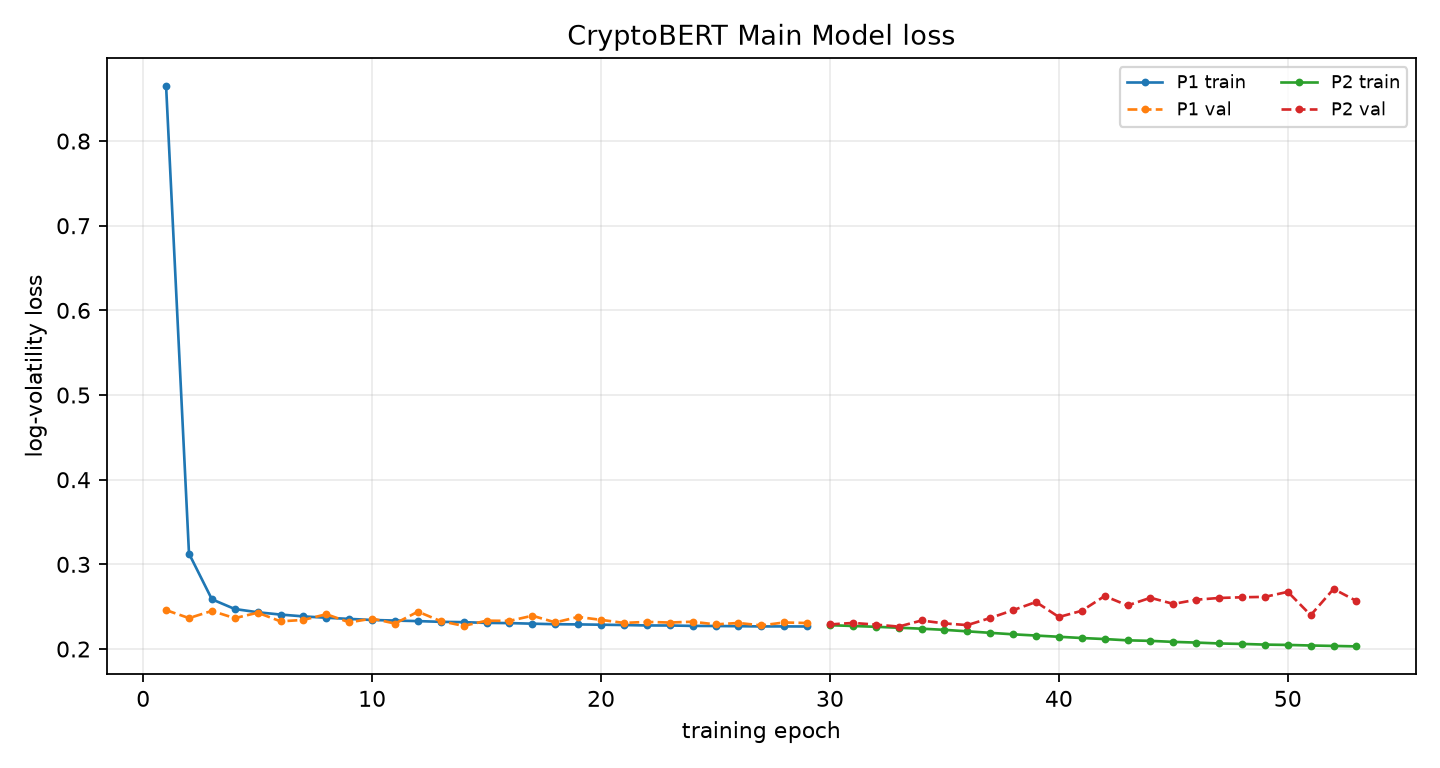 CryptoBERT Main Model loss
P1 train
P1 val
P2 train
P2 val
log-volatility loss
0.8
0.7
0.6
0.5
0.4
0.3
0.2
0 10 20 30 40 50
training epoch